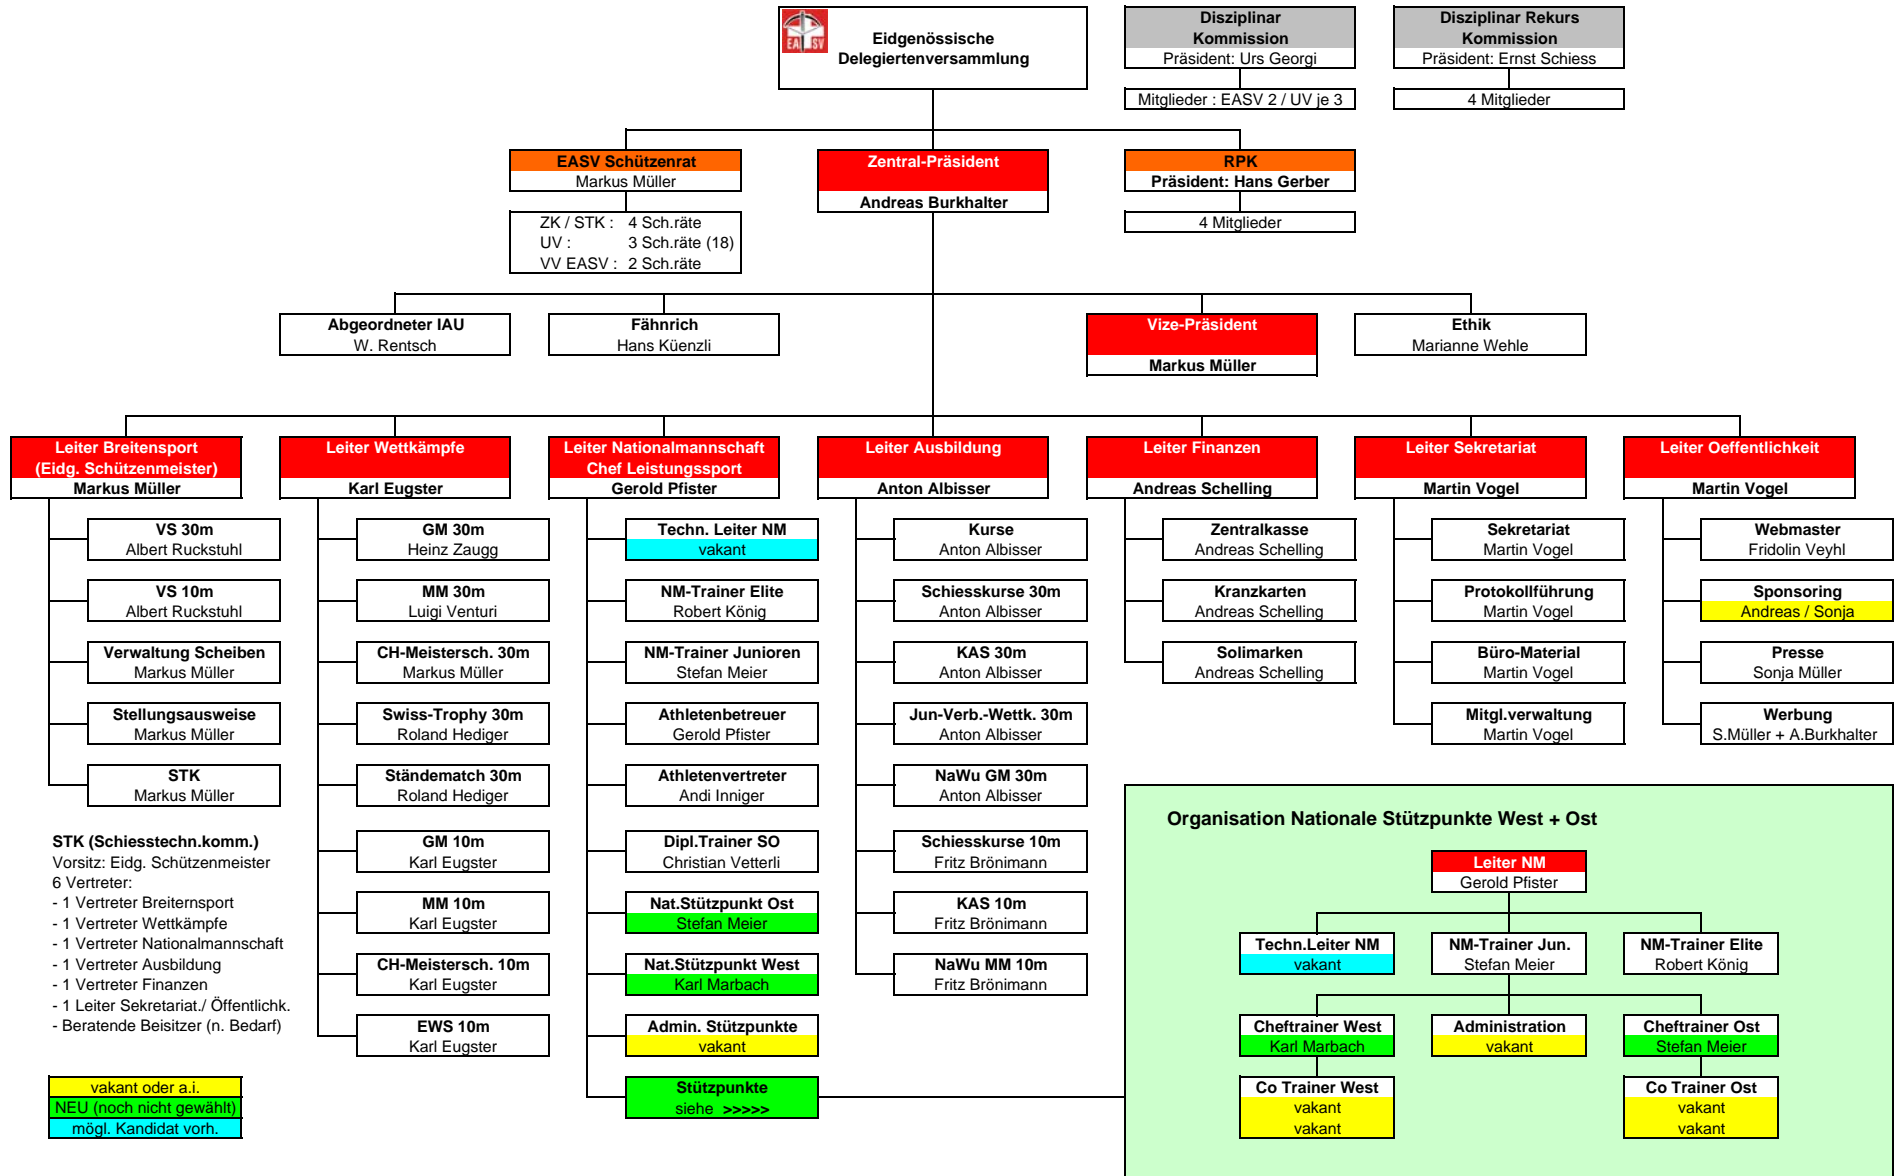 EASV
Eidgenössische
Delegiertenversammlung
Disziplinar
Kommission
Präsident: Urs Georgi
Mitglieder : EASV 2 / UV je 3
Disziplinar Rekurs
Kommission
Präsident: Ernst Schiess
4 Mitglieder
EASV Schützenrat
Markus Müller
ZK / STK : 4 Sch.räte
UV : 3 Sch.räte (18)
VV EASV : 2 Sch.räte
Zentral-Präsident
Andreas Burkhalter
RPK
Präsident: Hans Gerber
4 Mitglieder
Abgeordneter IAU
W. Rentsch
Fähnrich
Hans Küenzli
Vize-Präsident
Markus Müller
Ethik
Marianne Wehle
Leiter Breitensport
(Eidg. Schützenmeister)
Markus Müller
VS 30m
Albert Ruckstuhl
VS 10m
Albert Ruckstuhl
Verwaltung Scheiben
Markus Müller
Stellungsausweise
Markus Müller
STK
Markus Müller
Leiter Wettkämpfe
Karl Eugster
GM 30m
Heinz Zaugg
MM 30m
Luigi Venturi
CH-Meistersch. 30m
Markus Müller
Swiss-Trophy 30m
Roland Hediger
Ständematch 30m
Roland Hediger
GM 10m
Karl Eugster
MM 10m
Karl Eugster
CH-Meistersch. 10m
Karl Eugster
EWS 10m
Karl Eugster
Leiter Nationalmannschaft
Chef Leistungssport
Gerold Pfister
Techn. Leiter NM
vakant
NM-Trainer Elite
Robert König
NM-Trainer Junioren
Stefan Meier
Athletenbetreuer
Gerold Pfister
Athletenvertreter
Andi Inniger
Dipl.Trainer SO
Christian Vetterli
Nat.Stützpunkt Ost
Stefan Meier
Nat.Stützpunkt West
Karl Marbach
Admin. Stützpunkte
vakant
Stützpunkte
siehe >>>>>
Leiter Ausbildung
Anton Albisser
Kurse
Anton Albisser
Schiesskurse 30m
Anton Albisser
KAS 30m
Anton Albisser
Jun-Verb.-Wettk. 30m
Anton Albisser
NaWu GM 30m
Anton Albisser
Schiesskurse 10m
Fritz Brönimann
KAS 10m
Fritz Brönimann
NaWu MM 10m
Fritz Brönimann
Leiter Finanzen
Andreas Schelling
Zentralkasse
Andreas Schelling
Kranzkarten
Andreas Schelling
Solimarken
Andreas Schelling
Leiter Sekretariat
Martin Vogel
Sekretariat
Martin Vogel
Protokollführung
Martin Vogel
Büro-Material
Martin Vogel
Mitgl.verwaltung
Martin Vogel
Leiter Oeffentlichkeit
Martin Vogel
Webmaster
Fridolin Veyhl
Sponsoring
Andreas / Sonja
Presse
Sonja Müller
Werbung
S.Müller + A.Burkhalter
STK (Schiesstechn.komm.)
Vorsitz: Eidg. Schützenmeister
6 Vertreter:
- 1 Vertreter Breiternsport
- 1 Vertreter Wettkämpfe
- 1 Vertreter Nationalmannschaft
- 1 Vertreter Ausbildung
- 1 Vertreter Finanzen
- 1 Leiter Sekretariat./ Öffentlichk.
- Beratende Beisitzer (n. Bedarf)
vakant oder a.i.
NEU (noch nicht gewählt)
mögl. Kandidat vorh.
Organisation Nationale Stützpunkte West + Ost
Leiter NM
Gerold Pfister
Techn.Leiter NM
vakant
NM-Trainer Jun.
Stefan Meier
NM-Trainer Elite
Robert König
Cheftrainer West
Karl Marbach
Administration
vakant
Cheftrainer Ost
Stefan Meier
Co Trainer West
vakant
vakant
Co Trainer Ost
vakant
vakant